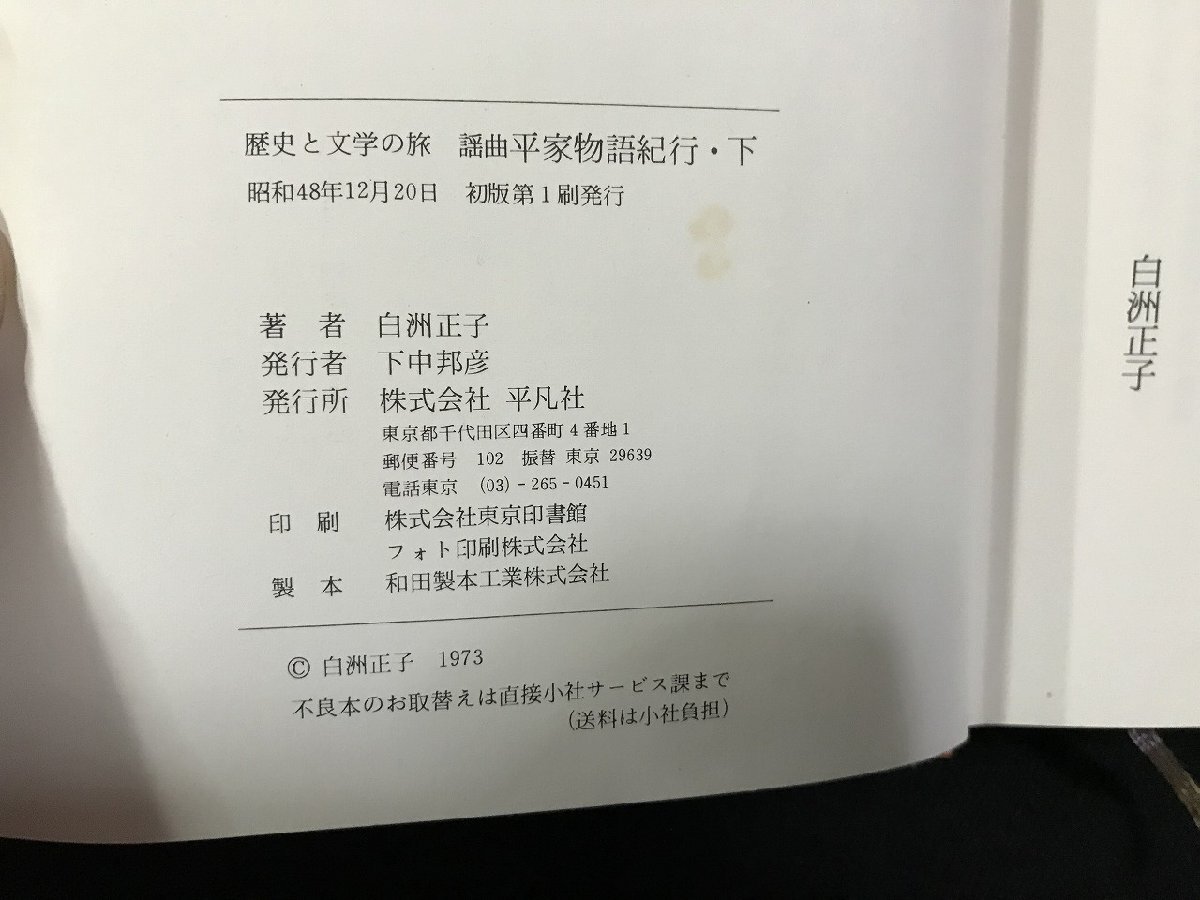 歴史と文学の旅　謡曲平家物語紀行・下
昭和48年12月20日　初版第1刷発行
著　者　白洲正子
発行者　下中邦彦
発行所　株式会社 平凡社
東京都千代田区四番町4番地1
郵便番号　102　振替 東京 29639
電話東京　(03)-265-0451
印　刷　株式会社東京印書館
フォト印刷株式会社
製　本　和田製本工業株式会社
© 白洲正子　1973
不良本のお取替えは直接小社サービス課まで
（送料は小社負担）
白洲正子